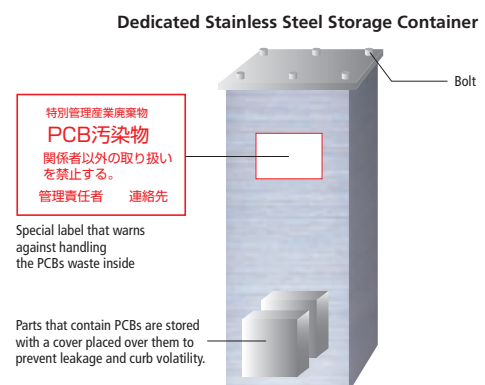 Dedicated Stainless Steel Storage Container
Bolt
特別管理産業廃棄物
PCB汚染物
関係者以外の取り扱い
を禁止する。
管理責任者 連絡先
Special label that warns
against handling
the PCBs waste inside
Parts that contain PCBs are stored
with a cover placed over them to
prevent leakage and curb volatility.